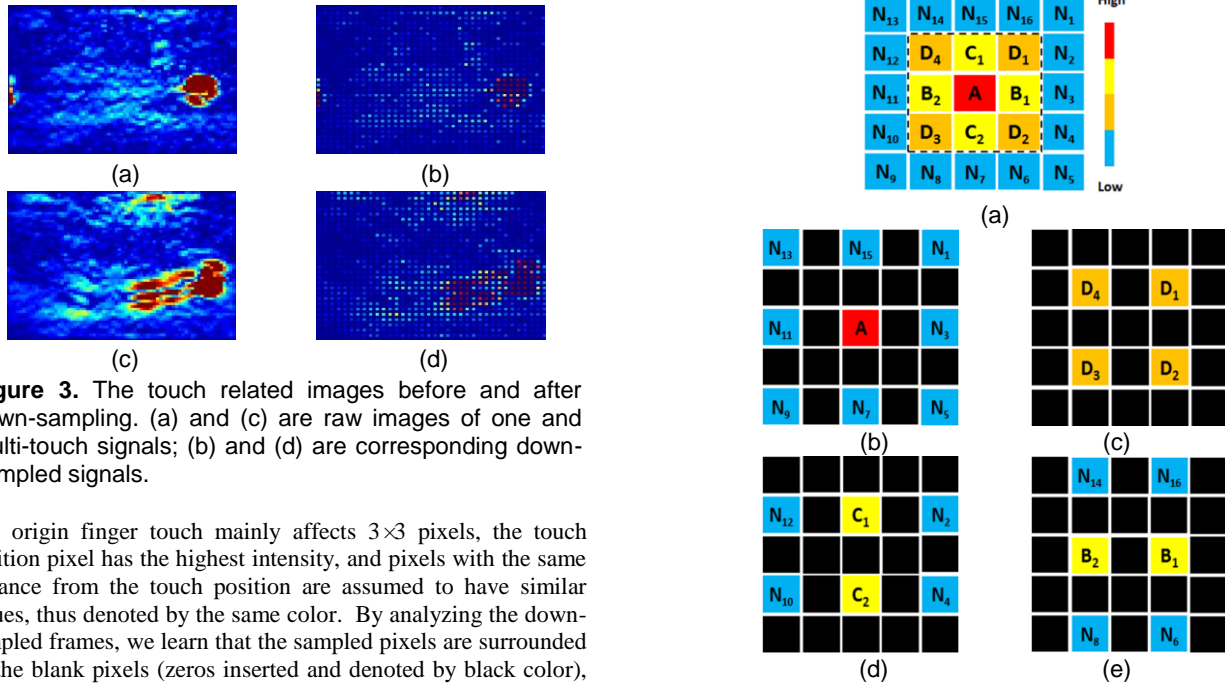 (a) (b)
(c) (d)
gure 3. The touch related images before and after
wn-sampling. (a) and (c) are raw images of one and
ulti-touch signals; (b) and (d) are corresponding down-
mpled signals.
origin finger touch mainly affects 3×3 pixels, the touch
ition pixel has the highest intensity, and pixels with the same
ance from the touch position are assumed to have similar
ues, thus denoted by the same color. By analyzing the down-
pled frames, we learn that the sampled pixels are surrounded
the blank pixels (zeros inserted and denoted by black color),
High
N13 N14 N15 N16 N1
N12 D4 C1 D1 N2
N11 B2 A B1 N3
N10 D3 C2 D2 N4
N9 N8 N7 N6 N5
Low
(a)
N13 N15 N1
N11 A N3
N9 N7 N5
(b)
D4 D1
D3 D2
(c)
N12 C1 N2
N10 C2 N4
(d)
N14 N16
B2 B1
N8 N6
(e)